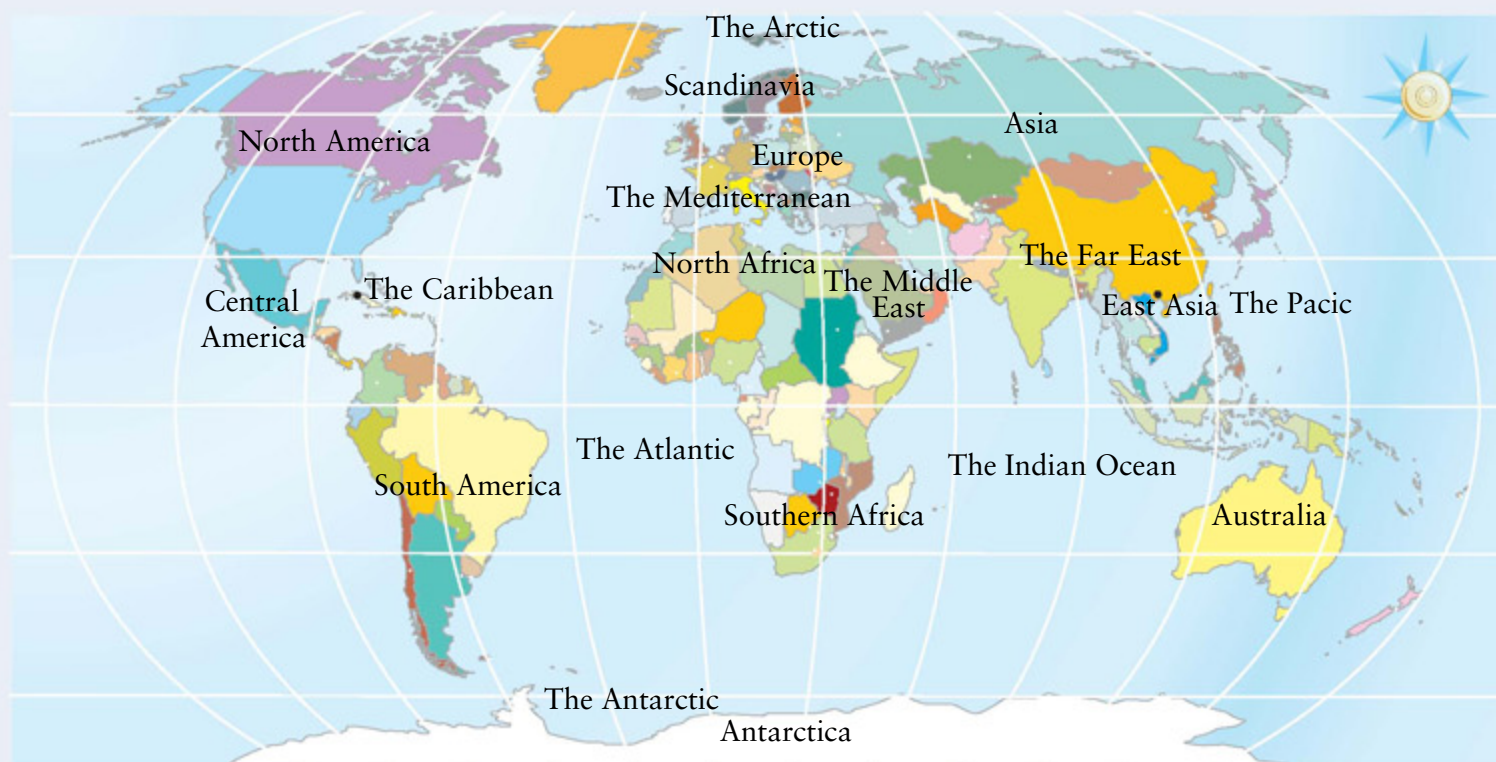 The Arctic
Scandinavia
North America
Asia
Europe
The Mediterranean
The Far East
North Africa
The Middle
East
The Caribbean
Central
America
East Asia
The Pacic
The Atlantic
The Indian Ocean
South America
Southern Africa
Australia
The Antarctic
Antarctica